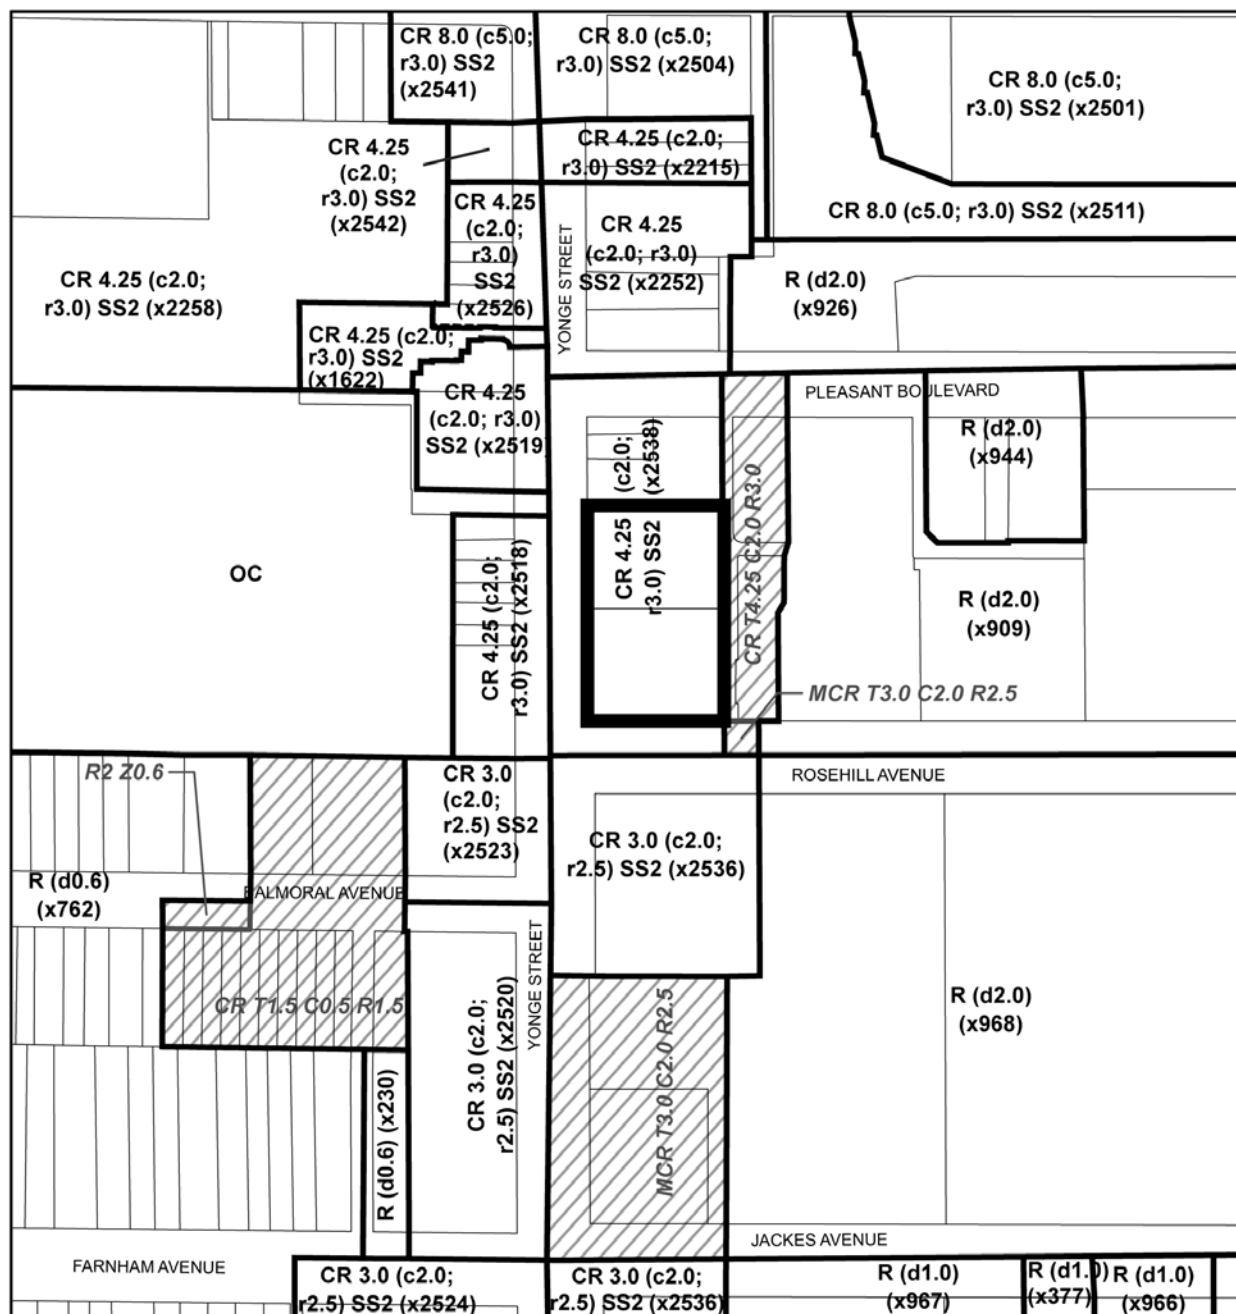 CR 8.0 (c5.0;
r3.0) SS2
(x2541)
CR 8.0 (c5.0;
r3.0) SS2 (x2504)
CR 8.0 (c5.0;
r3.0) SS2 (x2501)
CR 4.25
(c2.0;
r3.0) SS2
(x2542)
CR 4.25 (c2.0;
r3.0) SS2 (x2215)
CR 8.0 (c5.0; r3.0) SS2 (x2511)
CR 4.25
(c2.0;
r3.0)
SS2
(x2526)
YONGE STREET
CR 4.25
(c2.0; r3.0)
SS2 (x2252)
CR 4.25 (c2.0;
r3.0) SS2 (x2258)
R (d2.0)
(x926)
CR 4.25 (c2.0;
r3.0) SS2
(x1622)
CR 4.25
(c2.0; r3.0)
SS2 (x2519)
PLEASANT BOULEVARD
CR 4.25 (c2.0;
r3.0) SS2 (x2538)
CR T4.25 C2.0 R3.0
R (d2.0)
(x944)
OC
CR 4.25 (c2.0;
r3.0) SS2 (x2518)
R (d2.0)
(x909)
MCR T3.0 C2.0 R2.5
R2 Z0.6
CR 3.0
(c2.0;
r2.5) SS2
(x2523)
ROSEHILL AVENUE
CR 3.0 (c2.0;
r2.5) SS2 (x2536)
R (d0.6)
(x762)
BALMORAL AVENUE
CR T1.5 C0.5 R1.5
CR 3.0 (c2.0;
r2.5) SS2 (x2520)
YONGE STREET
MCR T3.0 C2.0 R2.5
R (d2.0)
(x968)
R (d0.6) (x230)
JACKES AVENUE
FARNHAM AVENUE
CR 3.0 (c2.0;
r2.5) SS2 (x2524)
CR 3.0 (c2.0;
r2.5) SS2 (x2536)
R (d1.0)
(x967)
R (d1.0)
(x377)
R (d1.0)
(x966)